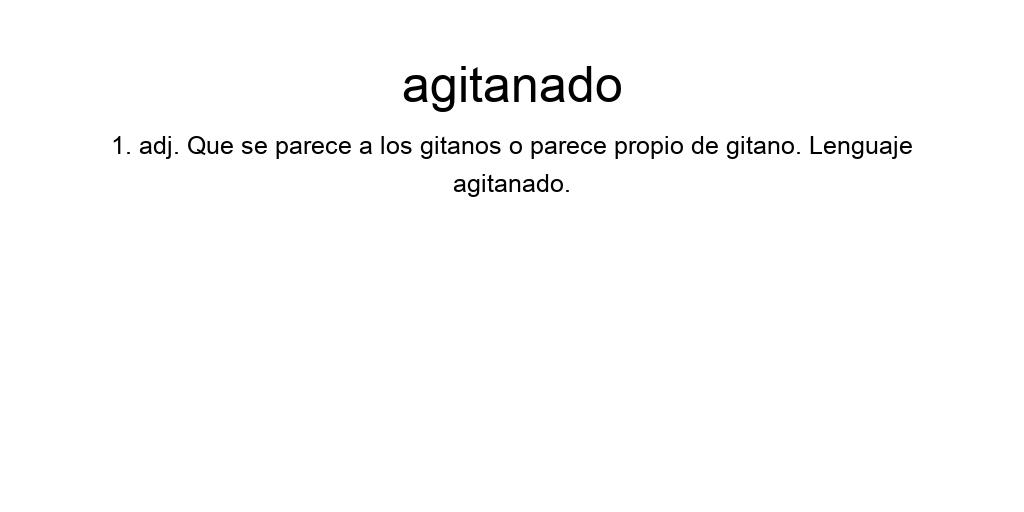 agitanado
1. adj. Que se parece a los gitanos o parece propio de gitano. Lenguaje
agitanado.